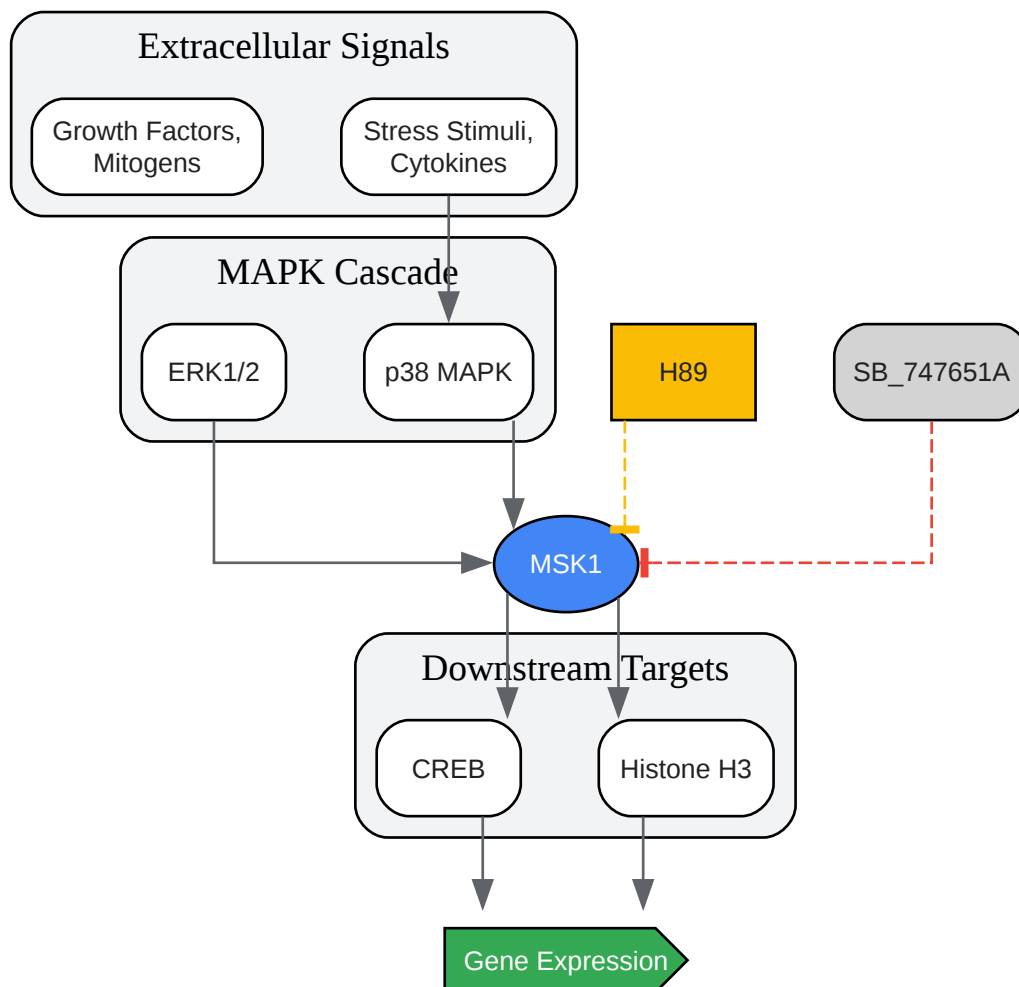 Extracellular Signals
Growth Factors,
Mitogens
Stress Stimuli,
Cytokines
MAPK Cascade
ERK1/2
p38 MAPK
H89
SB_747651A
MSK1
Downstream Targets
CREB
Histone H3
Gene Expression